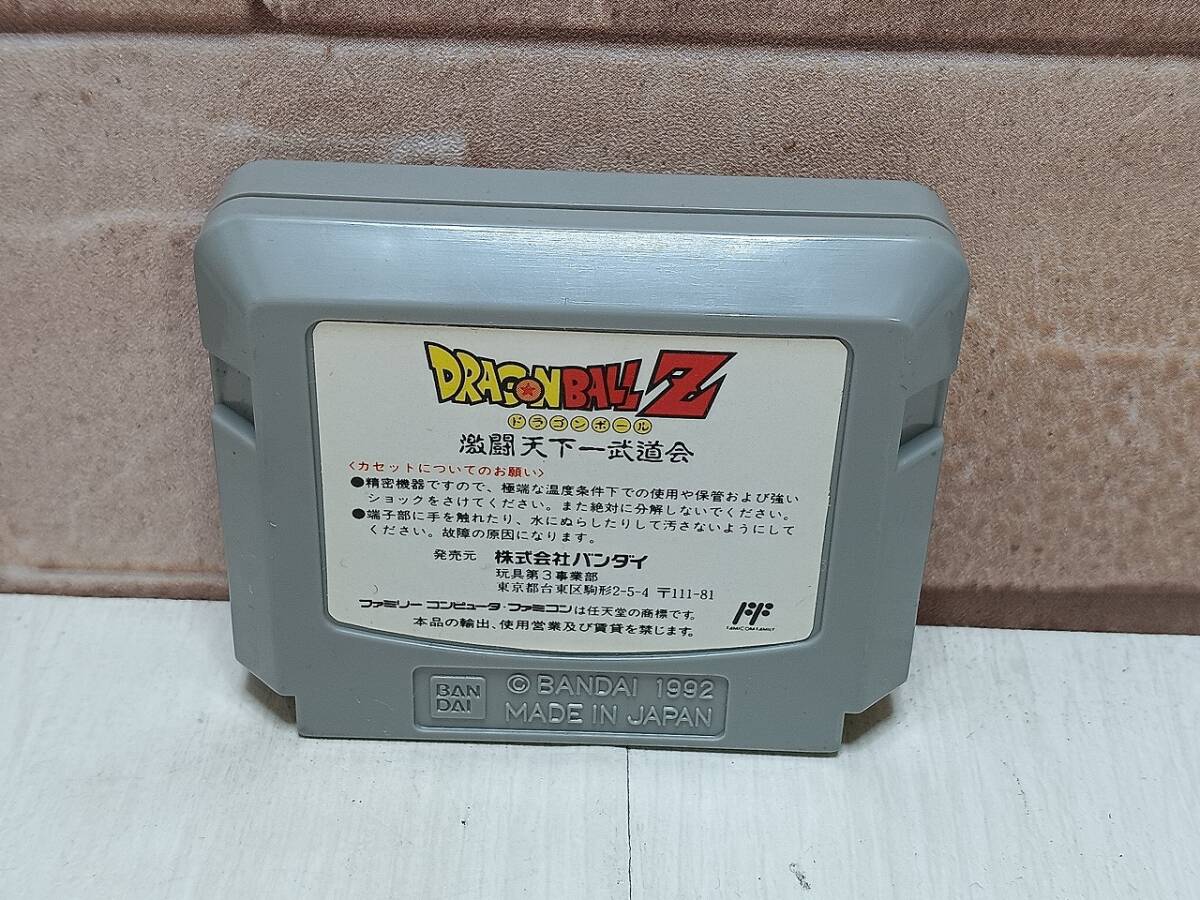 DRAGONBALL Z
ドラゴンボール
激闘天下一武道会
〈カセットについてのお願い〉
●精密機器ですので、極端な温度条件下での使用や保管および強い
ショックをさけてください。また絶対に分解しないでください。
●端子部に手を触れたり、水にぬらしたりして汚さないようにして
ください。故障の原因になります。
発売元 株式会社バンダイ
玩具第3事業部
東京都台東区駒形2-5-4 〒111-81
ファミリー コンピュータ・ファミコンは任天堂の商標です。
本品の輸出、使用営業及び賃貸を禁じます。
FF
FAMICOM FAMILY
BAN
DAI
© BANDAI 1992
MADE IN JAPAN